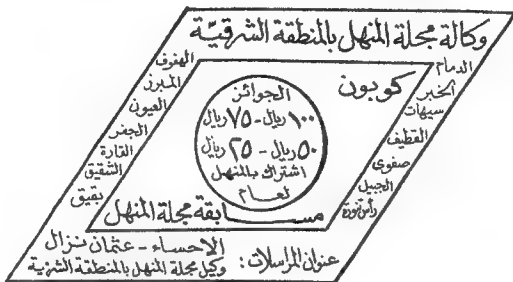 وكالة مجلة المنهل بالمنطقة الشرقيّة
الدمام
الخبر
سيهات
القطيف
صفوى
الجبيل
رأس تنورة
كوبون
الجوائز
١٠٠ ريال - ٧٥ ريال
٥٠ ريال - ٢٥ ريال
اشتراك بالمنهل
لعام
مسابقة مجلة المنهل
الهفوف
المبرز
العيون
الجفر
القارة
الشقيق
بقيق
عنوان المراسلات: الاحساء - عثمان نزال
وكيل مجلة المنهل بالمنطقة الشرقية